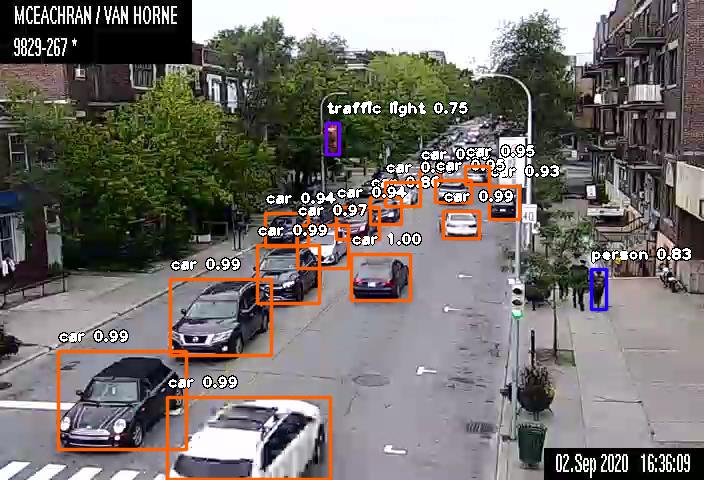 MCEACHRAN / VAN HORNE
9829-267 *
traffic light 0.75
car 0.95
car 0.93
car 0.94
car 0.94
car 0.97
car 0.99
car 0.99
car 1.00
person 0.83
car 0.99
car 0.99
car 0.99
40
02.Sep 2020 16:36:09